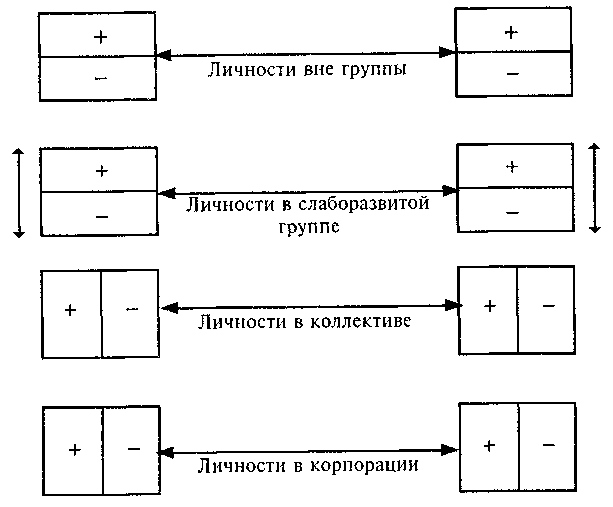 + +
Личности вне группы
− −
+ +
Личности в слаборазвитой
группе
− −
+ − + −
Личности в коллективе
+ − + −
Личности в корпорации